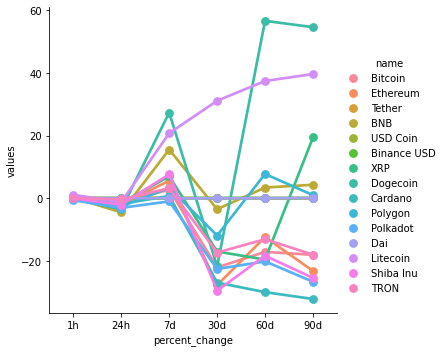 60
40
20
0
−20
values
1h 24h 7d 30d 60d 90d
percent_change
name
Bitcoin
Ethereum
Tether
BNB
USD Coin
Binance USD
XRP
Dogecoin
Cardano
Polygon
Polkadot
Dai
Litecoin
Shiba Inu
TRON